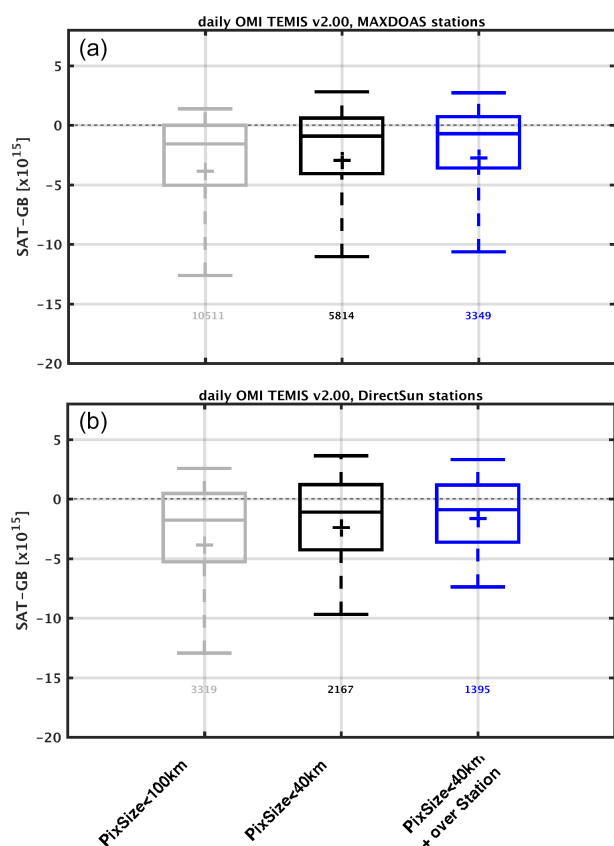 daily OMI TEMIS v2.00, MAXDOAS stations
(a)
5
0
−5
−10
−15
−20
SAT−GB [x10^15]
10511
5814
3349
daily OMI TEMIS v2.00, DirectSun stations
(b)
5
0
−5
−10
−15
−20
SAT−GB [x10^15]
3319
2167
1395
PixSize<100km
PixSize<40km
PixSize<40km
+ over Station